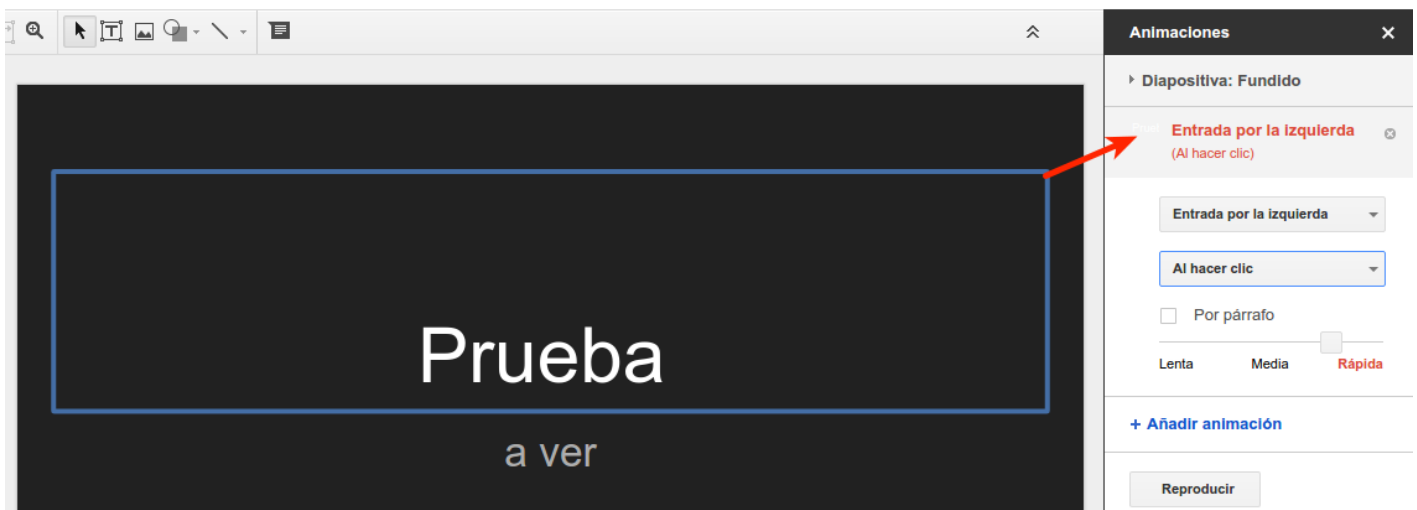 Animaciones
Diapositiva: Fundido
Entrada por la izquierda
(Al hacer clic)
Entrada por la izquierda
Al hacer clic
Por párrafo
Lenta Media Rápida
+ Añadir animación
Reproducir
Prueba
a ver